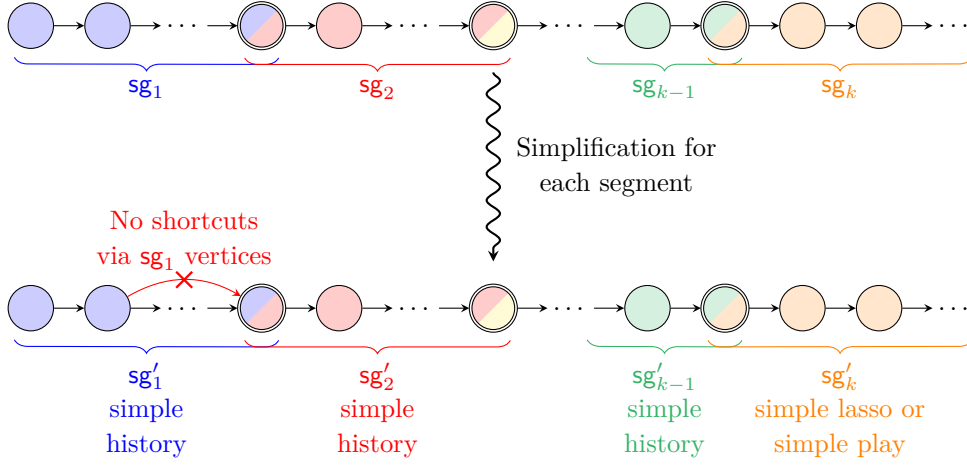 ··· ··· ··· ···
sg₁ sg₂ sgₖ₋₁ sgₖ
Simplification for
each segment
No shortcuts
via sg₁ vertices
··· ··· ··· ···
sg′₁ sg′₂ sg′ₖ₋₁ sg′ₖ
simple simple simple simple lasso or
history history history simple play